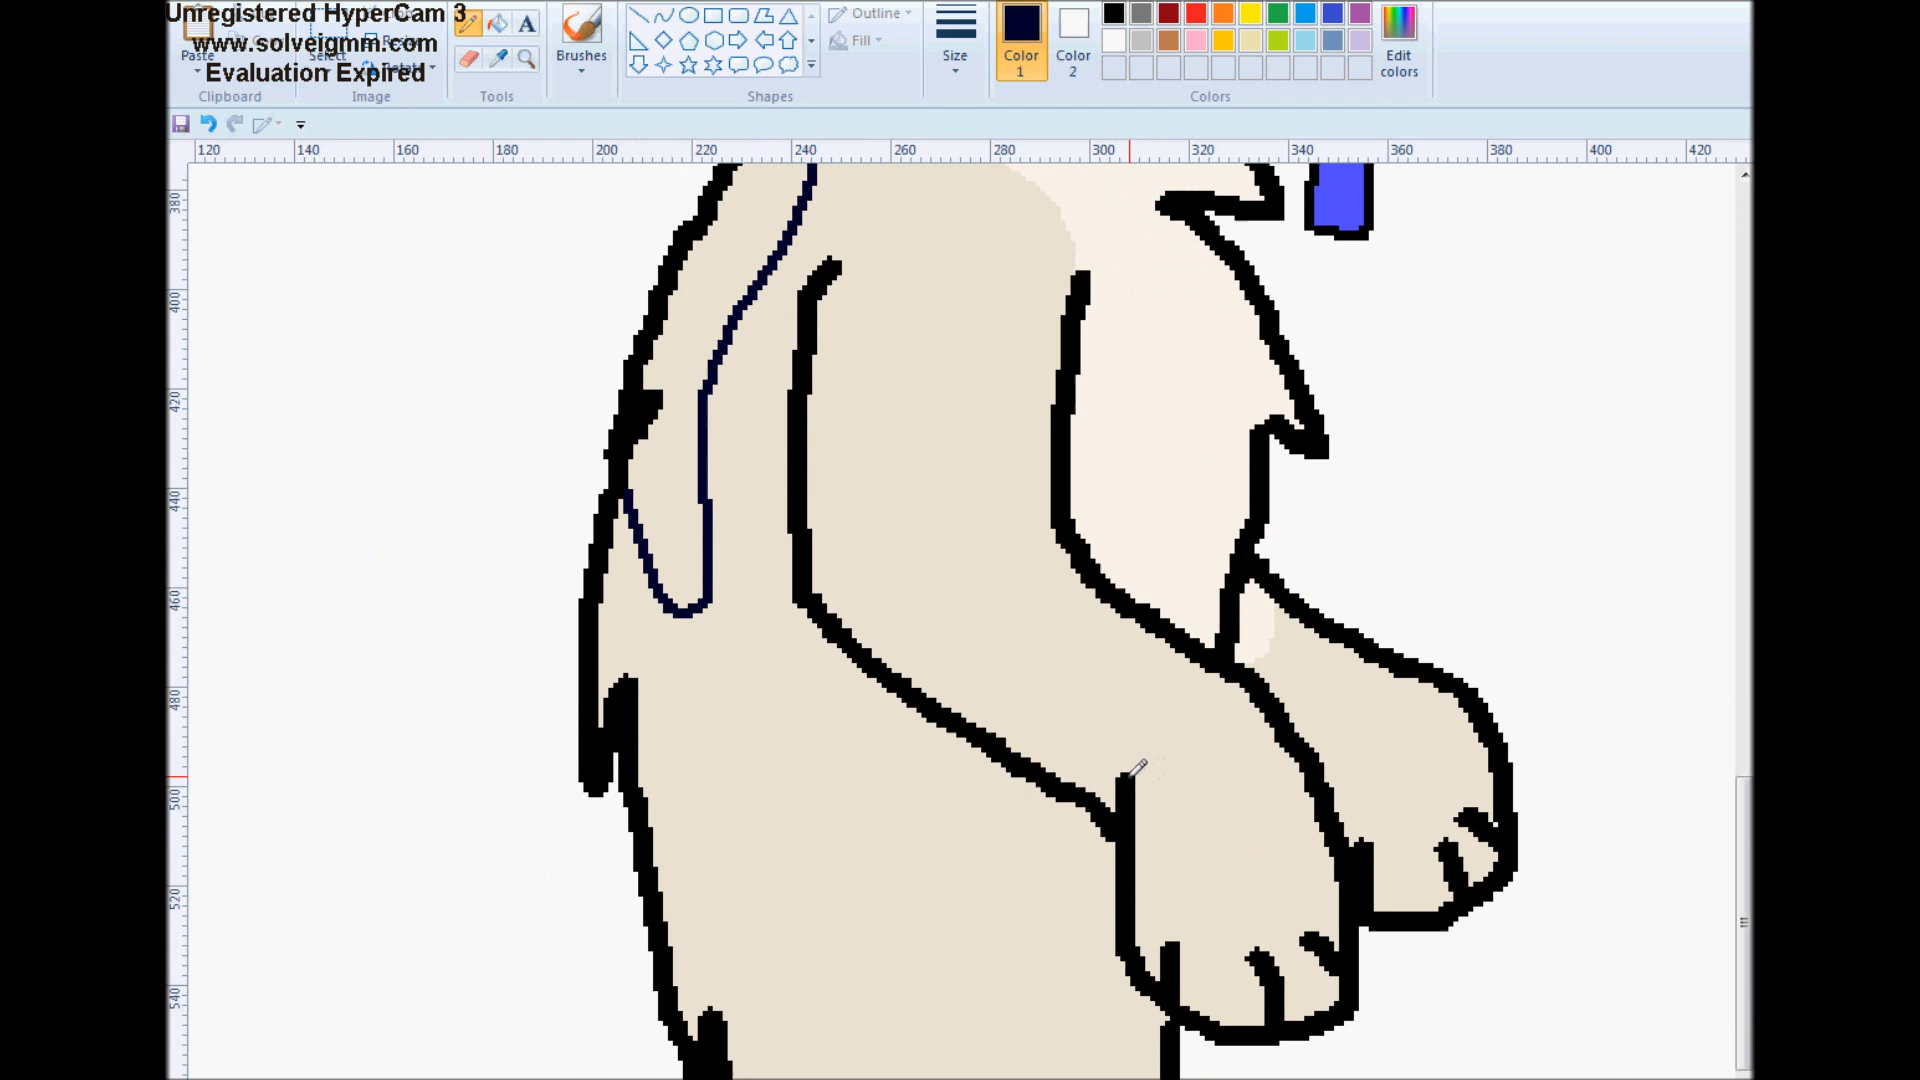 Unregistered HyperCam 3
www.solveigmm.com
Evaluation Expired
Paste
Select
Brushes
Outline
Fill
Size
Color 1
Color 2
Edit colors
Clipboard
Image
Tools
Shapes
Colors
120 140 160 180 200 220 240 260 280 300 320 340 360 380 400 420
380
400
420
440
460
480
500
520
540